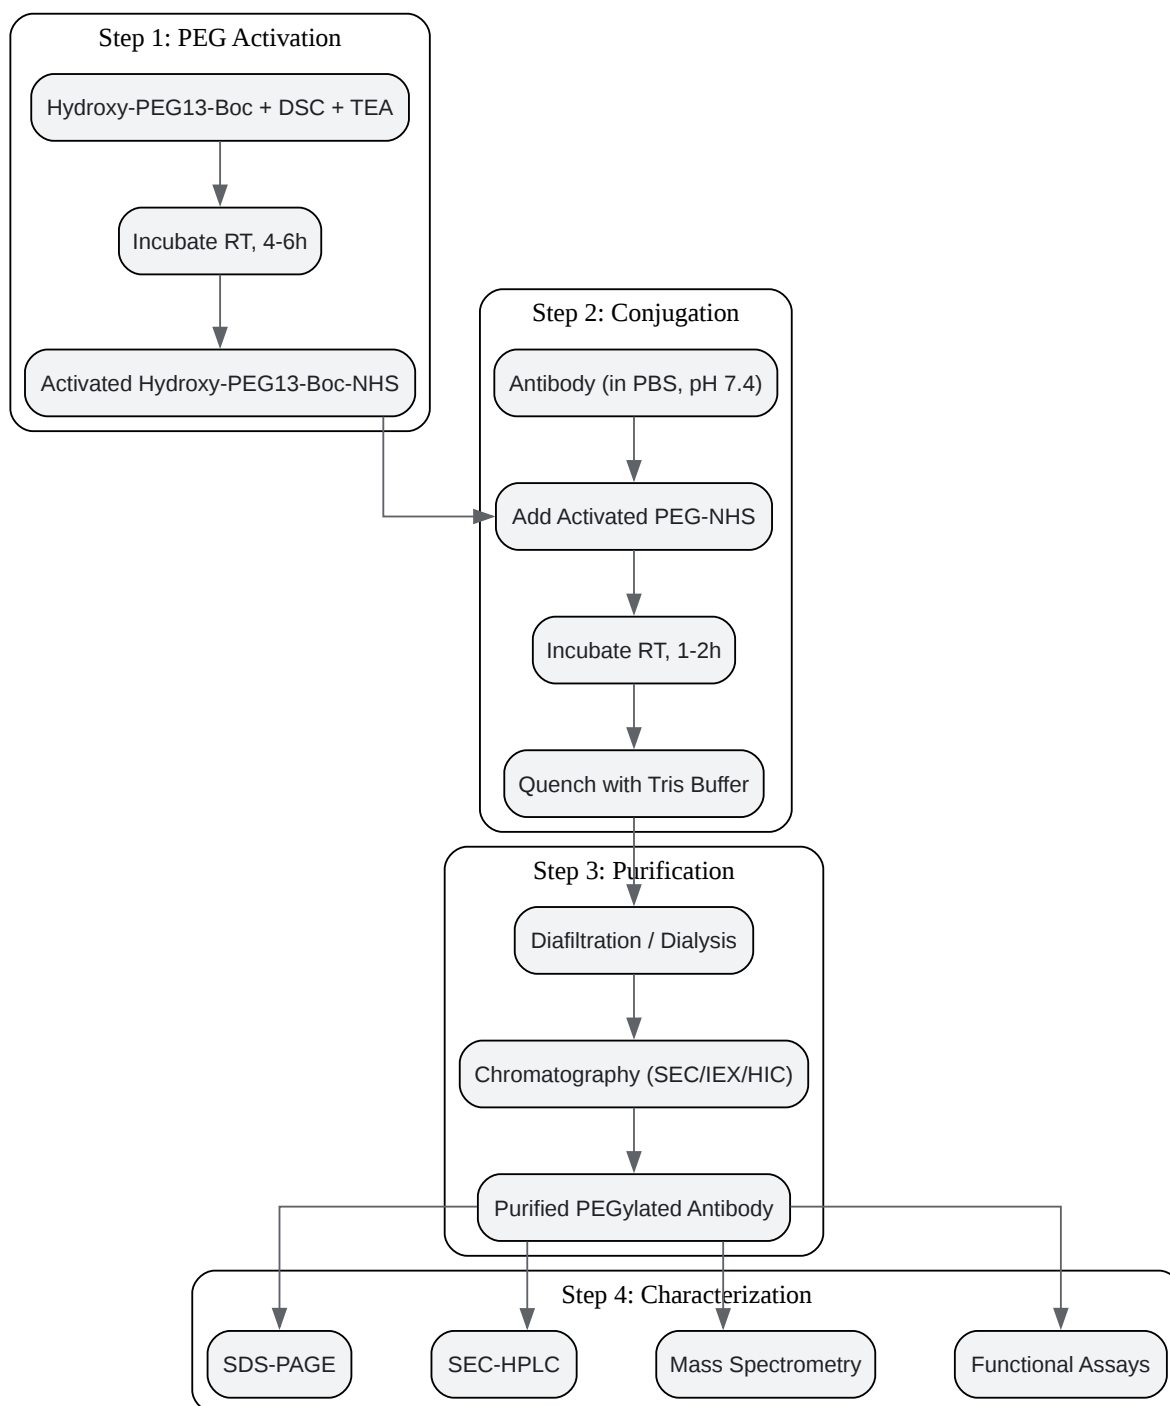 Step 1: PEG Activation
Hydroxy-PEG13-Boc + DSC + TEA
Incubate RT, 4-6h
Activated Hydroxy-PEG13-Boc-NHS
Step 2: Conjugation
Antibody (in PBS, pH 7.4)
Add Activated PEG-NHS
Incubate RT, 1-2h
Quench with Tris Buffer
Step 3: Purification
Diafiltration / Dialysis
Chromatography (SEC/IEX/HIC)
Purified PEGylated Antibody
Step 4: Characterization
SDS-PAGE
SEC-HPLC
Mass Spectrometry
Functional Assays